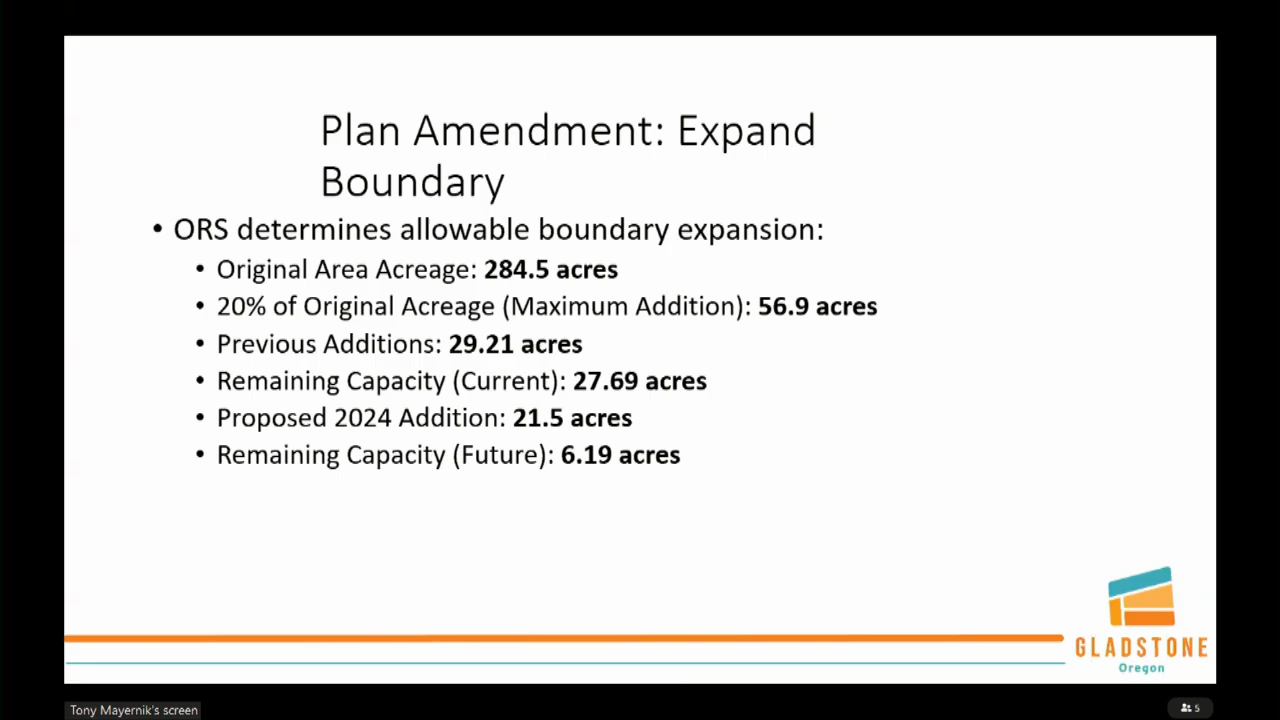 Plan Amendment: Expand
Boundary
• ORS determines allowable boundary expansion:
• Original Area Acreage: 284.5 acres
• 20% of Original Acreage (Maximum Addition): 56.9 acres
• Previous Additions: 29.21 acres
• Remaining Capacity (Current): 27.69 acres
• Proposed 2024 Addition: 21.5 acres
• Remaining Capacity (Future): 6.19 acres
GLADSTONE
Oregon
Tony Mayernik's screen
5